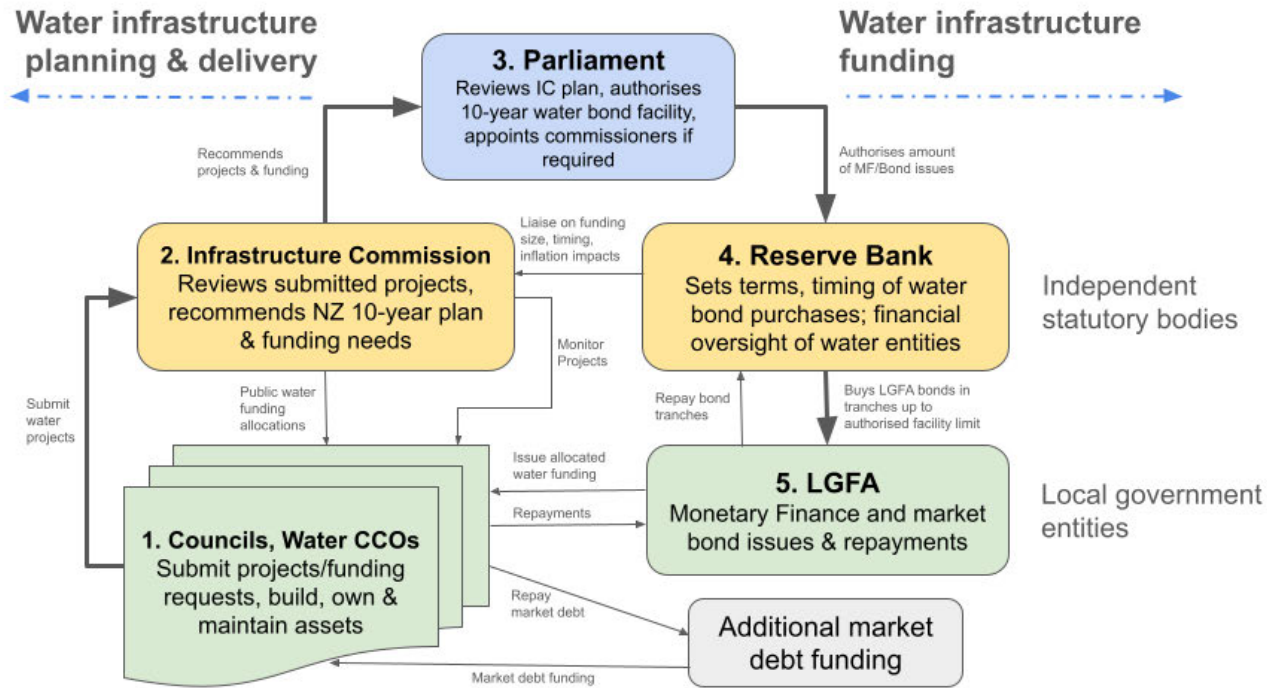 Water infrastructure
planning & delivery
Water infrastructure
funding
3. Parliament
Reviews IC plan, authorises
10-year water bond facility,
appoints commissioners if
required
Recommends
projects & funding
Authorises amount
of MF/Bond issues
2. Infrastructure Commission
Reviews submitted projects,
recommends NZ 10-year plan
& funding needs
Liaise on funding
size, timing,
inflation impacts
4. Reserve Bank
Sets terms, timing of water
bond purchases; financial
oversight of water entities
Independent
statutory bodies
Submit
water
projects
Public water
funding
allocations
Monitor
Projects
Repay bond
tranches
Buys LGFA bonds in
tranches up to
authorised facility limit
Issue allocated
water funding
Repayments
5. LGFA
Monetary Finance and market
bond issues & repayments
Local government
entities
1. Councils, Water CCOs
Submit projects/funding
requests, build, own &
maintain assets
Repay
market debt
Additional market
debt funding
Market debt funding